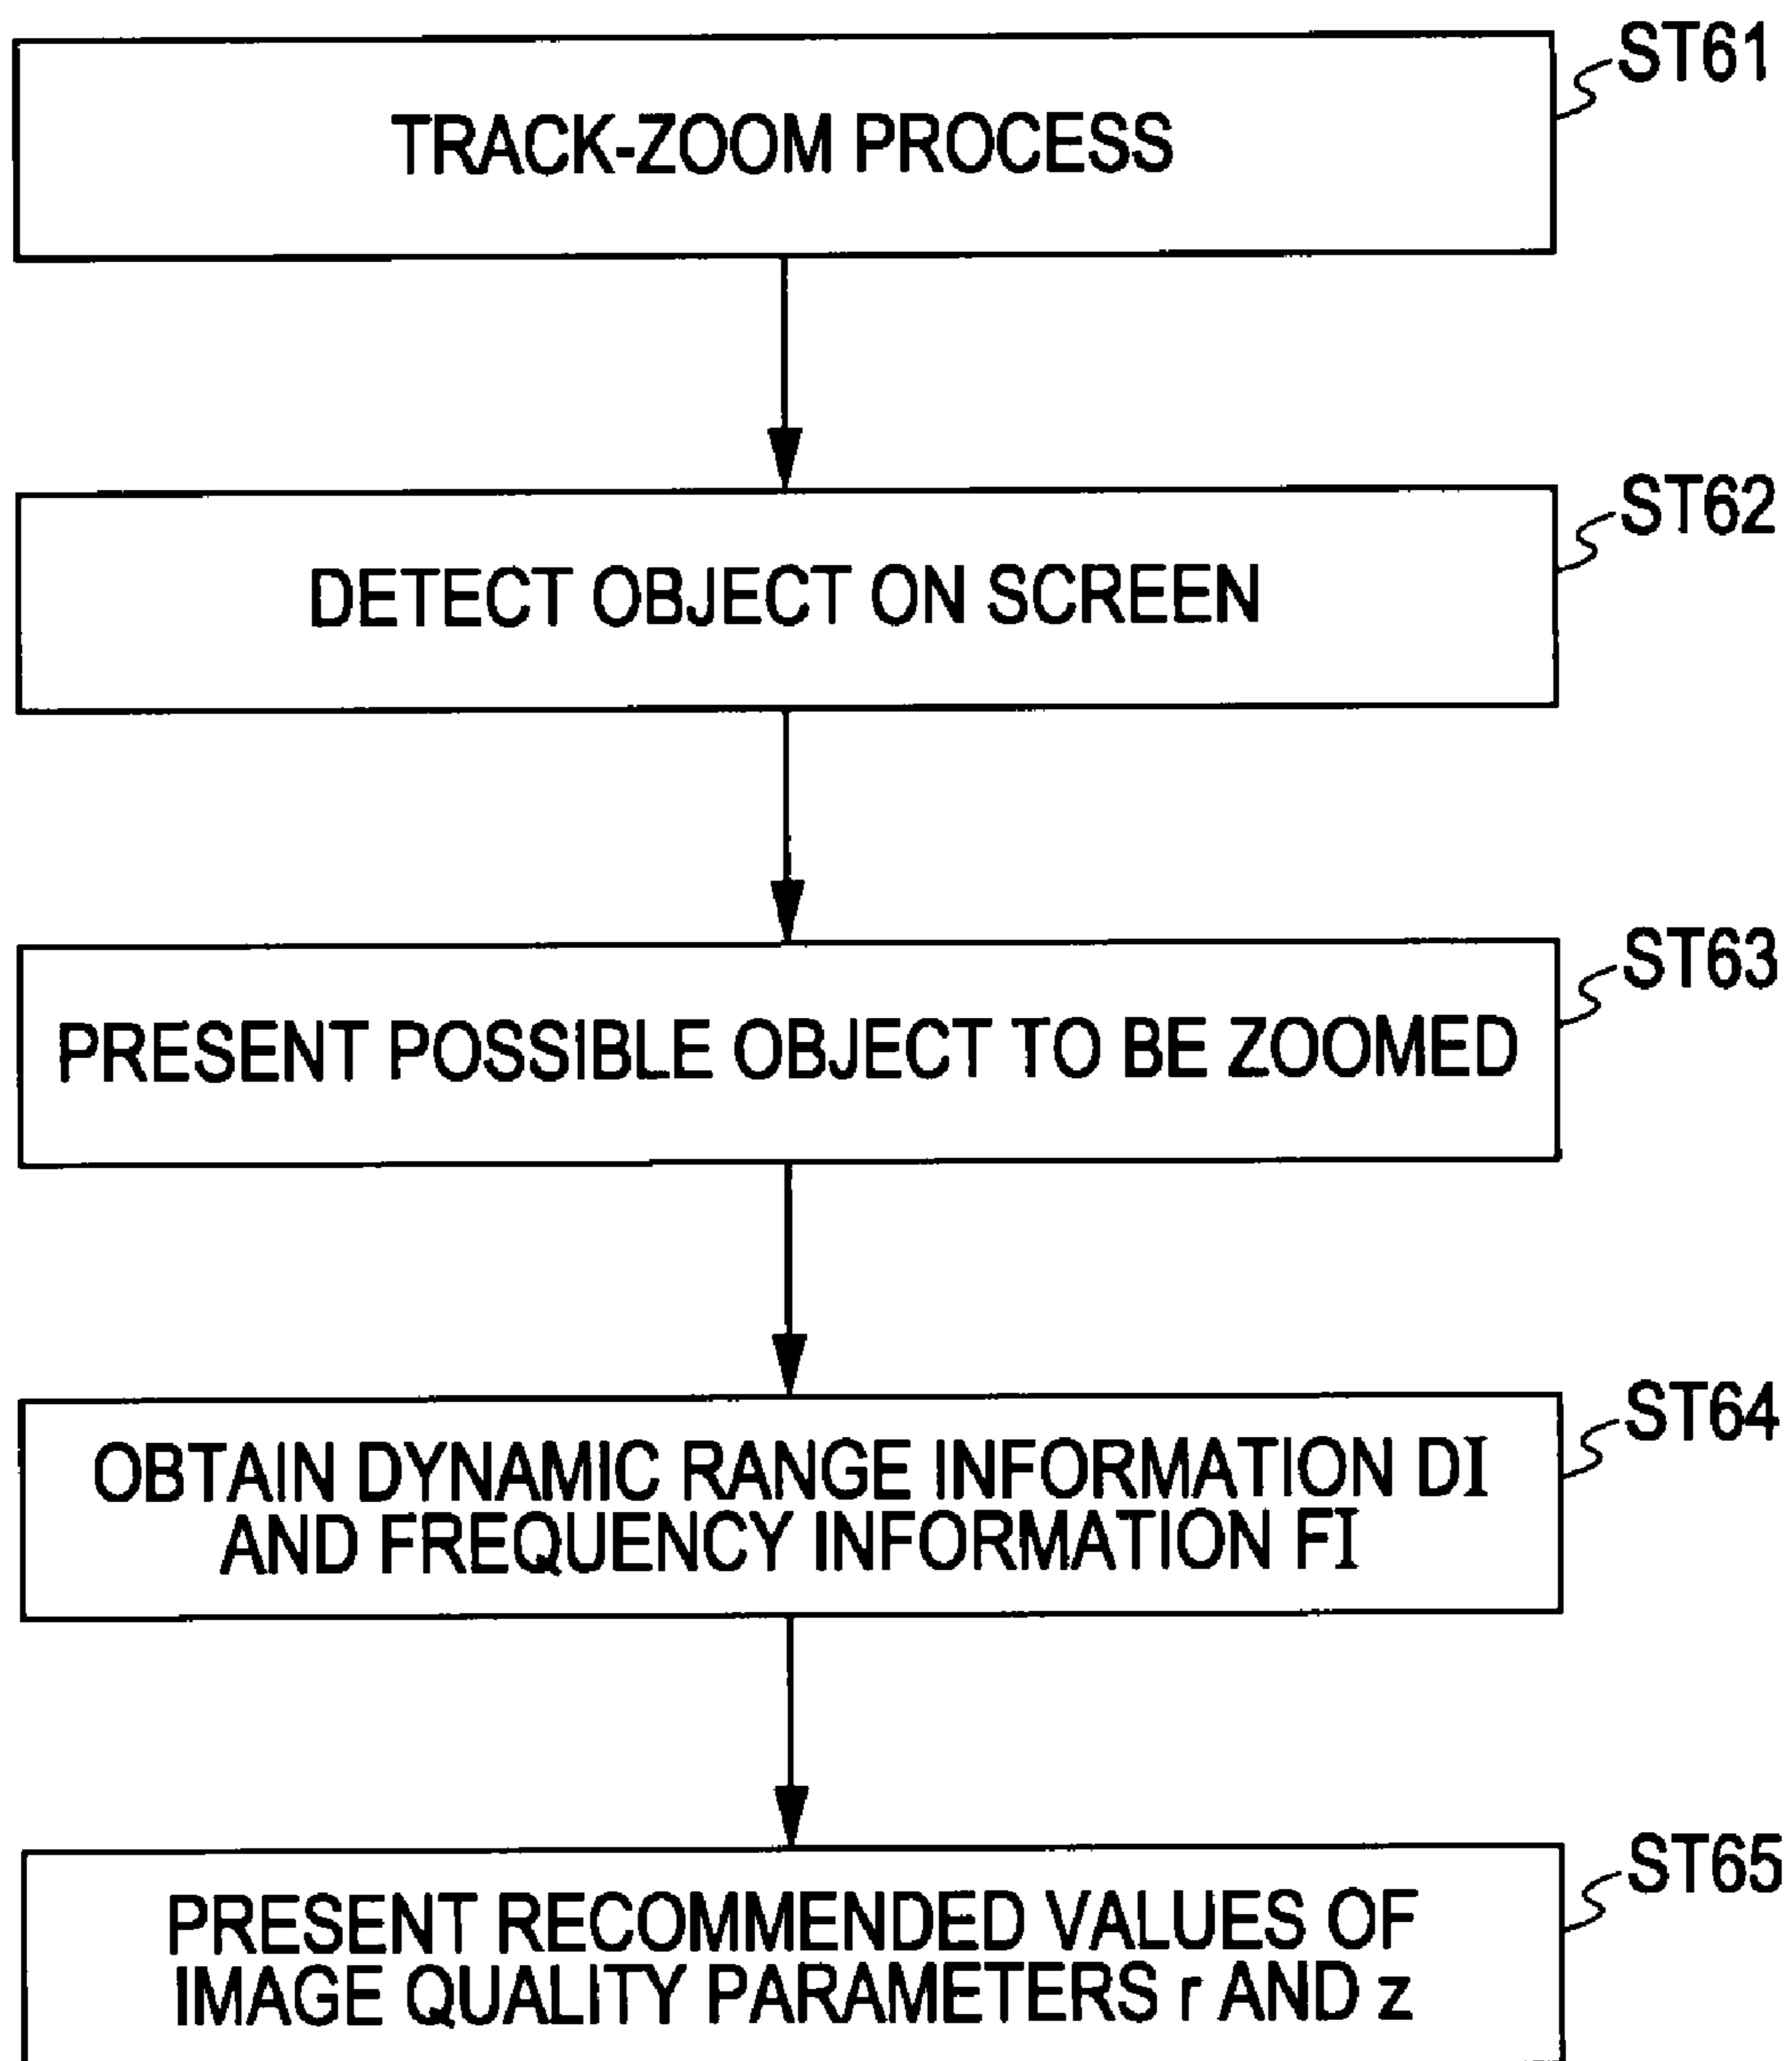 ST61
TRACK-ZOOM PROCESS
ST62
DETECT OBJECT ON SCREEN
ST63
PRESENT POSSIBLE OBJECT TO BE ZOOMED
ST64
OBTAIN DYNAMIC RANGE INFORMATION DI
AND FREQUENCY INFORMATION FI
ST65
PRESENT RECOMMENDED VALUES OF
IMAGE QUALITY PARAMETERS r AND z